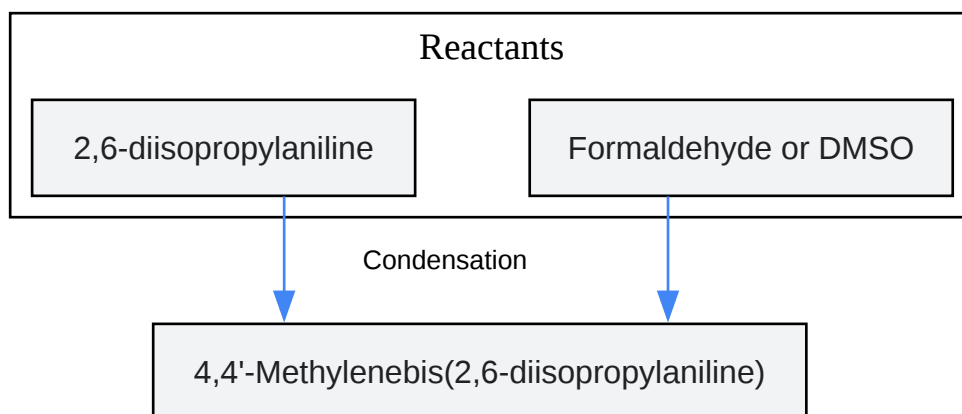 Reactants
2,6-diisopropylaniline
Formaldehyde or DMSO
Condensation
4,4'-Methylenebis(2,6-diisopropylaniline)